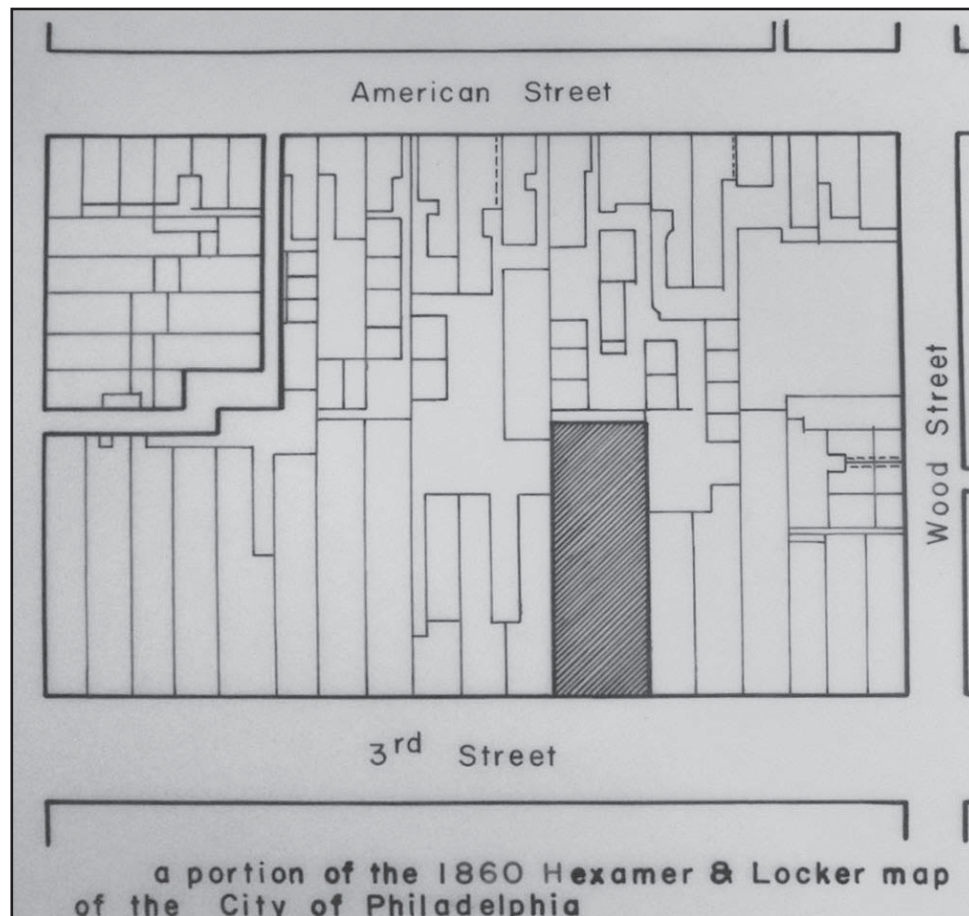 American Street
Wood Street
3rd Street
a portion of the 1860 Hexamer & Locker map
of the City of Philadelphia